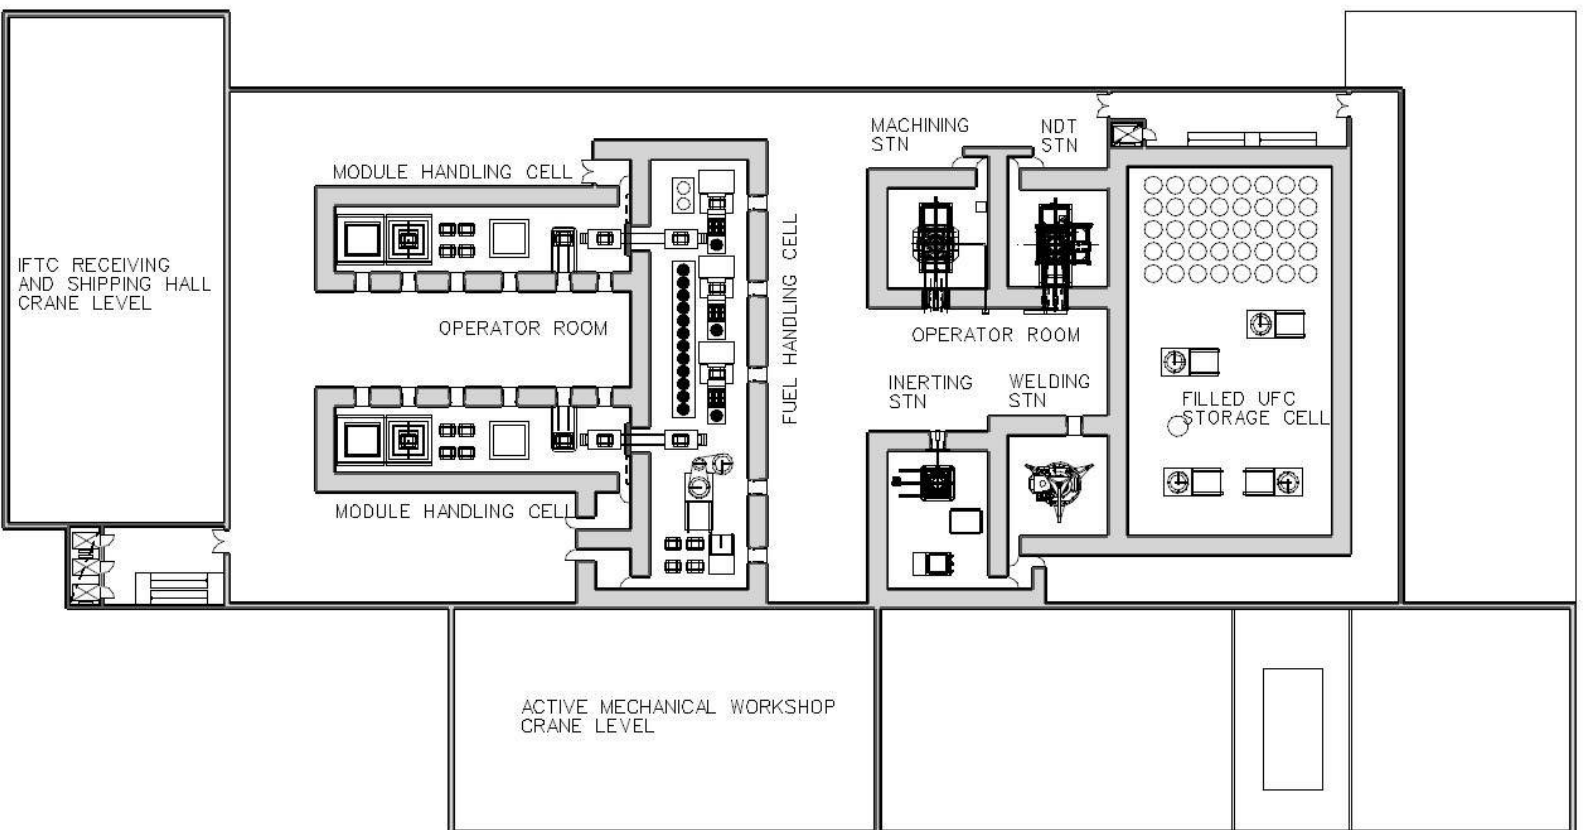 MACHINING
STN
NDT
STN
MODULE HANDLING CELL
IFTC RECEIVING
AND SHIPPING HALL
CRANE LEVEL
FUEL HANDLING CELL
OPERATOR ROOM
OPERATOR ROOM
INERTING
STN
WELDING
STN
FILLED UFC
STORAGE CELL
MODULE HANDLING CELL
ACTIVE MECHANICAL WORKSHOP
CRANE LEVEL